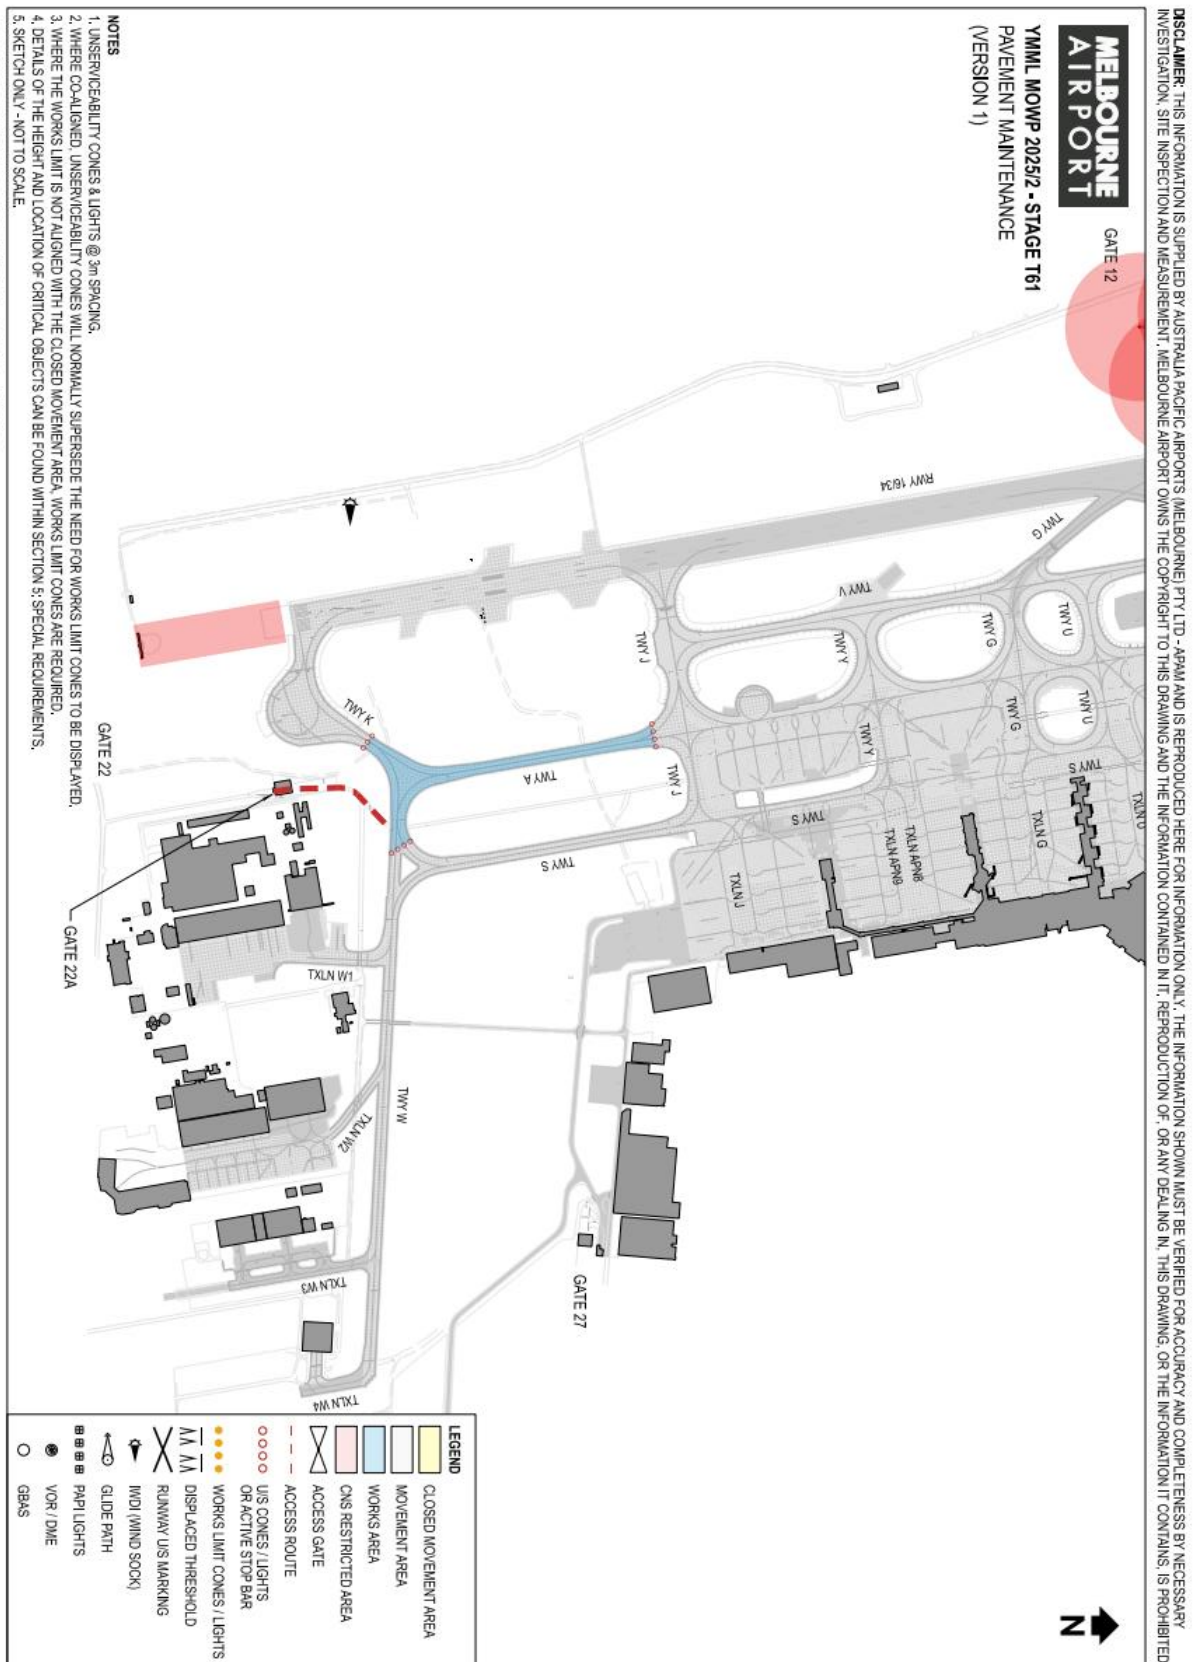 DISCLAIMER: THIS INFORMATION IS SUPPLIED BY AUSTRALIA PACIFIC AIRPORTS (MELBOURNE) PTY LTD - APAM AND IS REPRODUCED HERE FOR INFORMATION ONLY. THE INFORMATION SHOWN MUST BE VERIFIED FOR ACCURACY AND COMPLETENESS BY NECESSARY
INVESTIGATION, SITE INSPECTION AND MEASUREMENT. MELBOURNE AIRPORT OWNS THE COPYRIGHT TO THIS DRAWING AND THE INFORMATION CONTAINED IN IT. REPRODUCTION OF, OR ANY DEALING IN, THIS DRAWING, OR THE INFORMATION IT CONTAINS, IS PROHIBITED
MELBOURNE
AIRPORT
YMML MOWP 2025/2 - STAGE T61
PAVEMENT MAINTENANCE
(VERSION 1)
GATE 12
RWY 16/34
TWY G
TWY V
TWY U
TWY G
TWY Y
TWY J
TWY U
TWY G
TWY Y
TWY K
TWY A
TWY J
TWY S
TWY S
TWY S
TXLN U
TXLN G
TXLN APN8
TXLN APN9
TXLN J
GATE 22
GATE 22A
TXLN W1
TWY W
TXLN W2
TXLN W3
TXLN W4
GATE 27
N
NOTES
1. UNSERVICEABILITY CONES & LIGHTS @ 3m SPACING.
2. WHERE CO-ALIGNED, UNSERVICEABILITY CONES WILL NORMALLY SUPERSEDE THE NEED FOR WORKS LIMIT CONES TO BE DISPLAYED.
3. WHERE THE WORKS LIMIT IS NOT ALIGNED WITH THE CLOSED MOVEMENT AREA, WORKS LIMIT CONES ARE REQUIRED.
4. DETAILS OF THE HEIGHT AND LOCATION OF CRITICAL OBJECTS CAN BE FOUND WITHIN SECTION 5: SPECIAL REQUIREMENTS.
5. SKETCH ONLY - NOT TO SCALE.
LEGEND
CLOSED MOVEMENT AREA
MOVEMENT AREA
WORKS AREA
CNS RESTRICTED AREA
ACCESS GATE
ACCESS ROUTE
U/S CONES / LIGHTS
OR ACTIVE STOP BAR
WORKS LIMIT CONES / LIGHTS
DISPLACED THRESHOLD
RUNWAY U/S MARKING
IWDI (WIND SOCK)
GLIDE PATH
PAPI LIGHTS
VOR / DME
GBAS